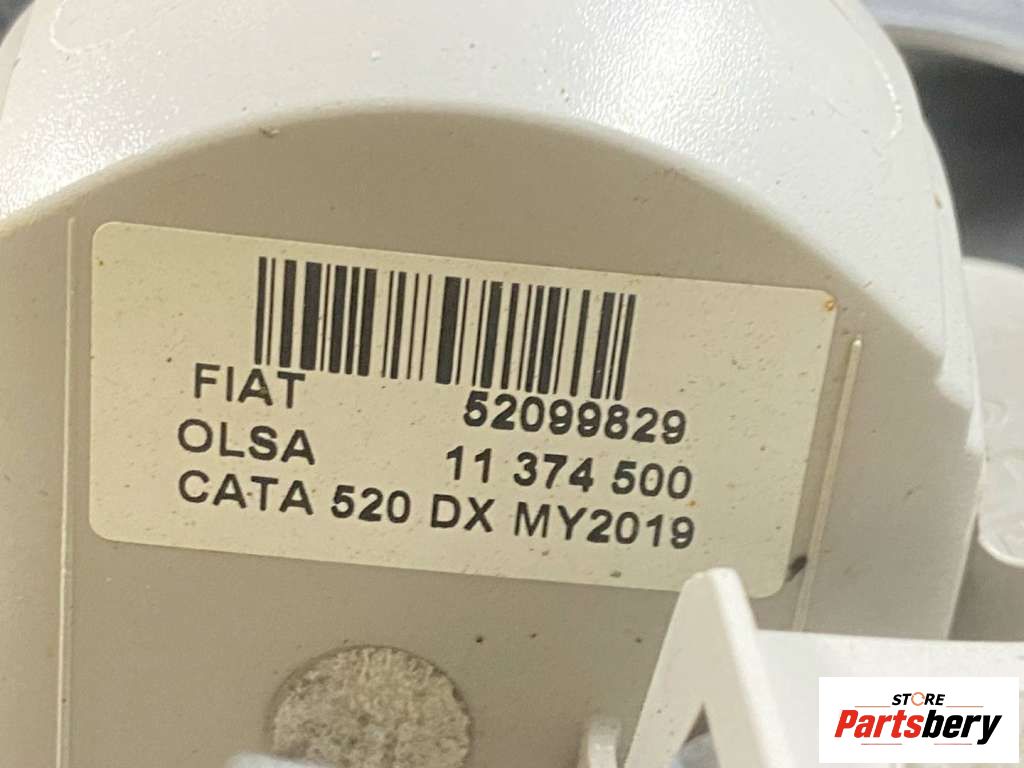 FIAT 52099829
OLSA 11 374 500
CATA 520 DX MY2019
STORE
Partsbery